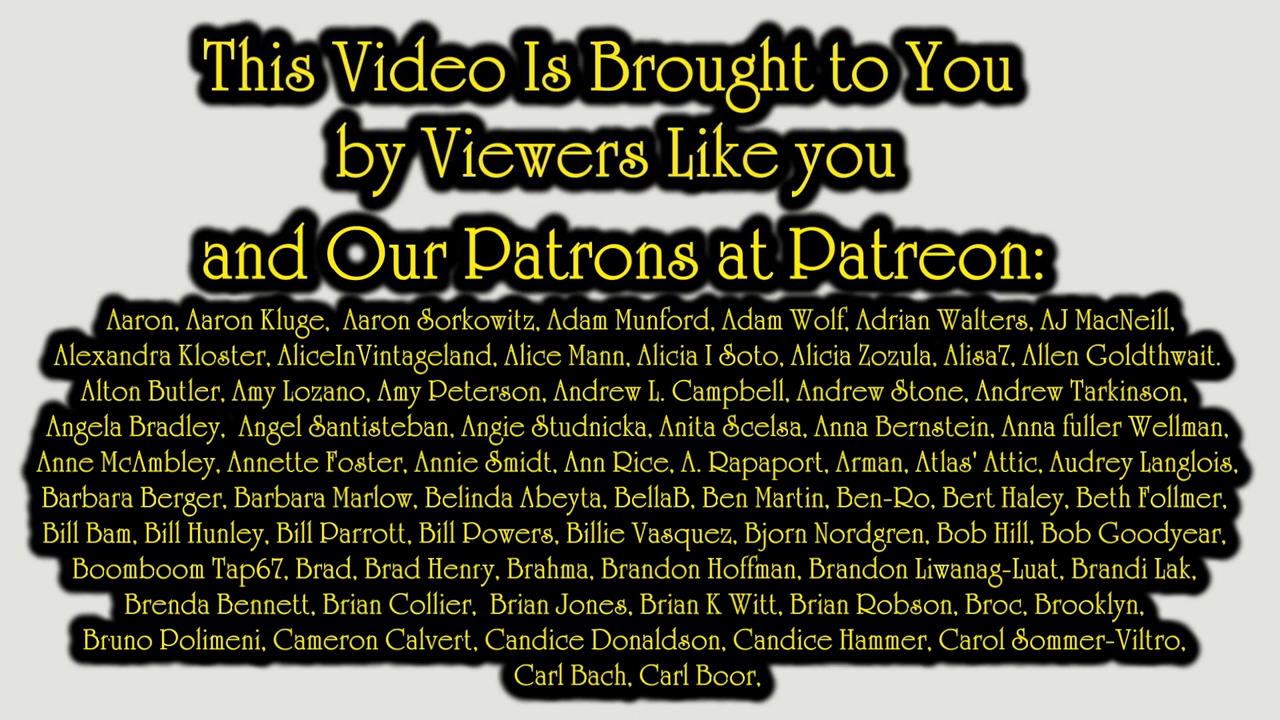 This Video Is Brought to You
by Viewers Like you
and Our Patrons at Patreon:
Aaron, Aaron Kluge,  Aaron Sorkowitz, Adam Munford, Adam Wolf, Adrian Walters, AJ MacNeill,
Alexandra Kloster, AliceInVintageland, Alice Mann, Alicia I Soto, Alicia Zozula, Alisa7, Allen Goldthwait.
Alton Butler, Amy Lozano, Amy Peterson, Andrew L. Campbell, Andrew Stone, Andrew Tarkinson,
Angela Bradley,  Angel Santisteban, Angie Studnicka, Anita Scelsa, Anna Bernstein, Anna fuller Wellman,
Anne McAmbley, Annette Foster, Annie Smidt, Ann Rice, A. Rapaport, Arman, Atlas' Attic, Audrey Langlois,
Barbara Berger, Barbara Marlow, Belinda Abeyta, BellaB, Ben Martin, Ben-Ro, Bert Haley, Beth Follmer,
Bill Bam, Bill Hunley, Bill Parrott, Bill Powers, Billie Vasquez, Bjorn Nordgren, Bob Hill, Bob Goodyear,
Boomboom Tap67, Brad, Brad Henry, Brahma, Brandon Hoffman, Brandon Liwanag-Luat, Brandi Lak,
Brenda Bennett, Brian Collier,  Brian Jones, Brian K Witt, Brian Robson, Broc, Brooklyn,
Bruno Polimeni, Cameron Calvert, Candice Donaldson, Candice Hammer, Carol Sommer-Viltro,
Carl Bach, Carl Boor,